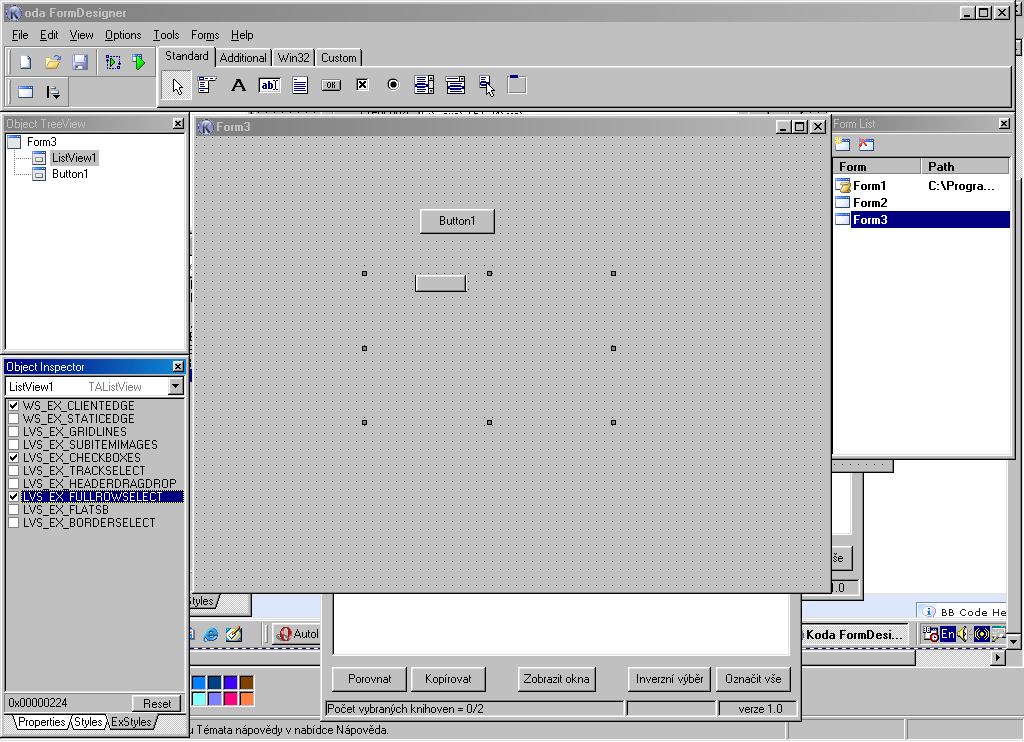 Koda FormDesigner
File Edit View Options Tools Forms Help
Standard Additional Win32 Custom
A ab OK
Object TreeView
Form3
ListView1
Button1
Form3
Button1
Form List
Form Path
Form1 C:\Progra...
Form2
Form3
Object Inspector
ListView1 TAListView
WS_EX_CLIENTEDGE
WS_EX_STATICEDGE
LVS_EX_GRIDLINES
LVS_EX_SUBITEMIMAGES
LVS_EX_CHECKBOXES
LVS_EX_TRACKSELECT
LVS_EX_HEADERDRAGDROP
LVS_EX_FULLROWSELECT
LVS_EX_FLATSB
LVS_EX_BORDERSELECT
0x00000224 Reset
Properties Styles ExStyles
še
1.0
Styles
BB Code He
Autol
Koda FormDesi... En
Porovnat Kopírovat Zobrazit okna Inverzní výběr Označit vše
Počet vybraných knihoven = 0/2 verze 1.0
u Témata nápovědy v nabídce Nápověda.